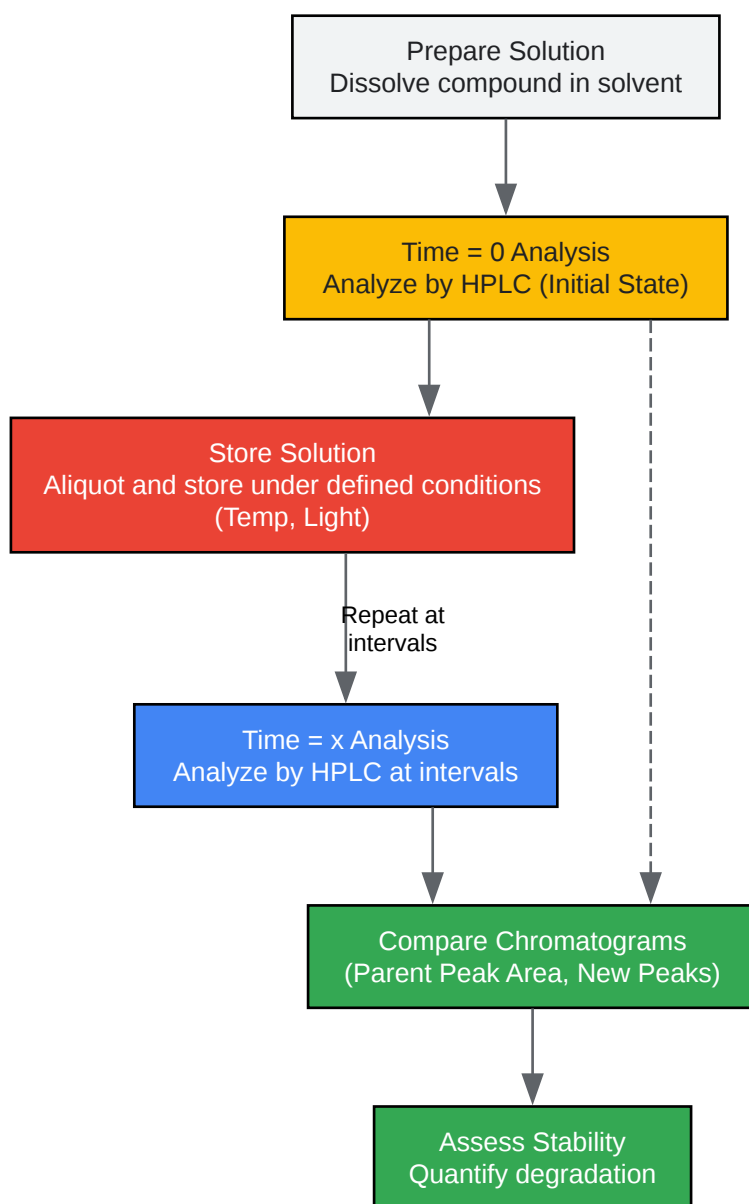 Prepare Solution
Dissolve compound in solvent
Time = 0 Analysis
Analyze by HPLC (Initial State)
Store Solution
Aliquot and store under defined conditions
(Temp, Light)
Repeat at
intervals
Time = x Analysis
Analyze by HPLC at intervals
Compare Chromatograms
(Parent Peak Area, New Peaks)
Assess Stability
Quantify degradation